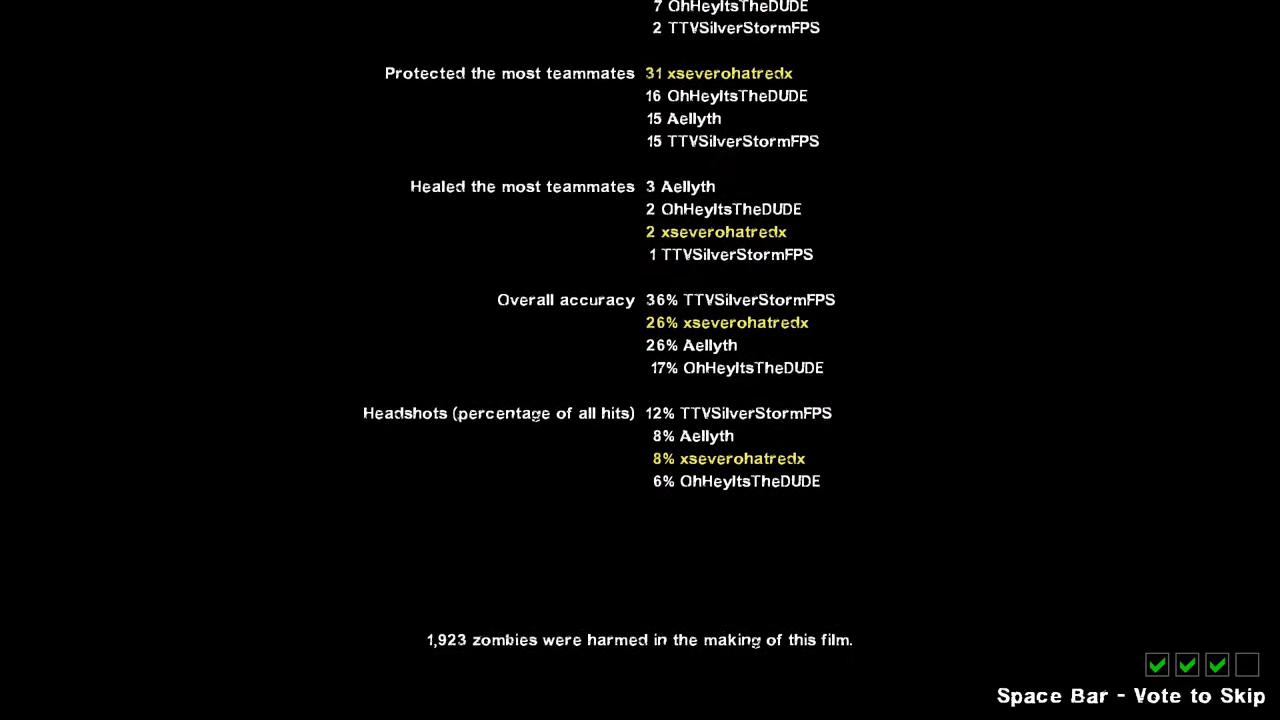 7 OhHeyItsTheDUDE
2 TTVSilverStormFPS
Protected the most teammates 31 xseverohatredx
16 OhHeyItsTheDUDE
15 Aellyth
15 TTVSilverStormFPS
Healed the most teammates 3 Aellyth
2 OhHeyItsTheDUDE
2 xseverohatredx
1 TTVSilverStormFPS
Overall accuracy 36% TTVSilverStormFPS
26% xseverohatredx
26% Aellyth
17% OhHeyItsTheDUDE
Headshots (percentage of all hits) 12% TTVSilverStormFPS
8% Aellyth
8% xseverohatredx
6% OhHeyItsTheDUDE
1,923 zombies were harmed in the making of this film.
Space Bar - Vote to Skip